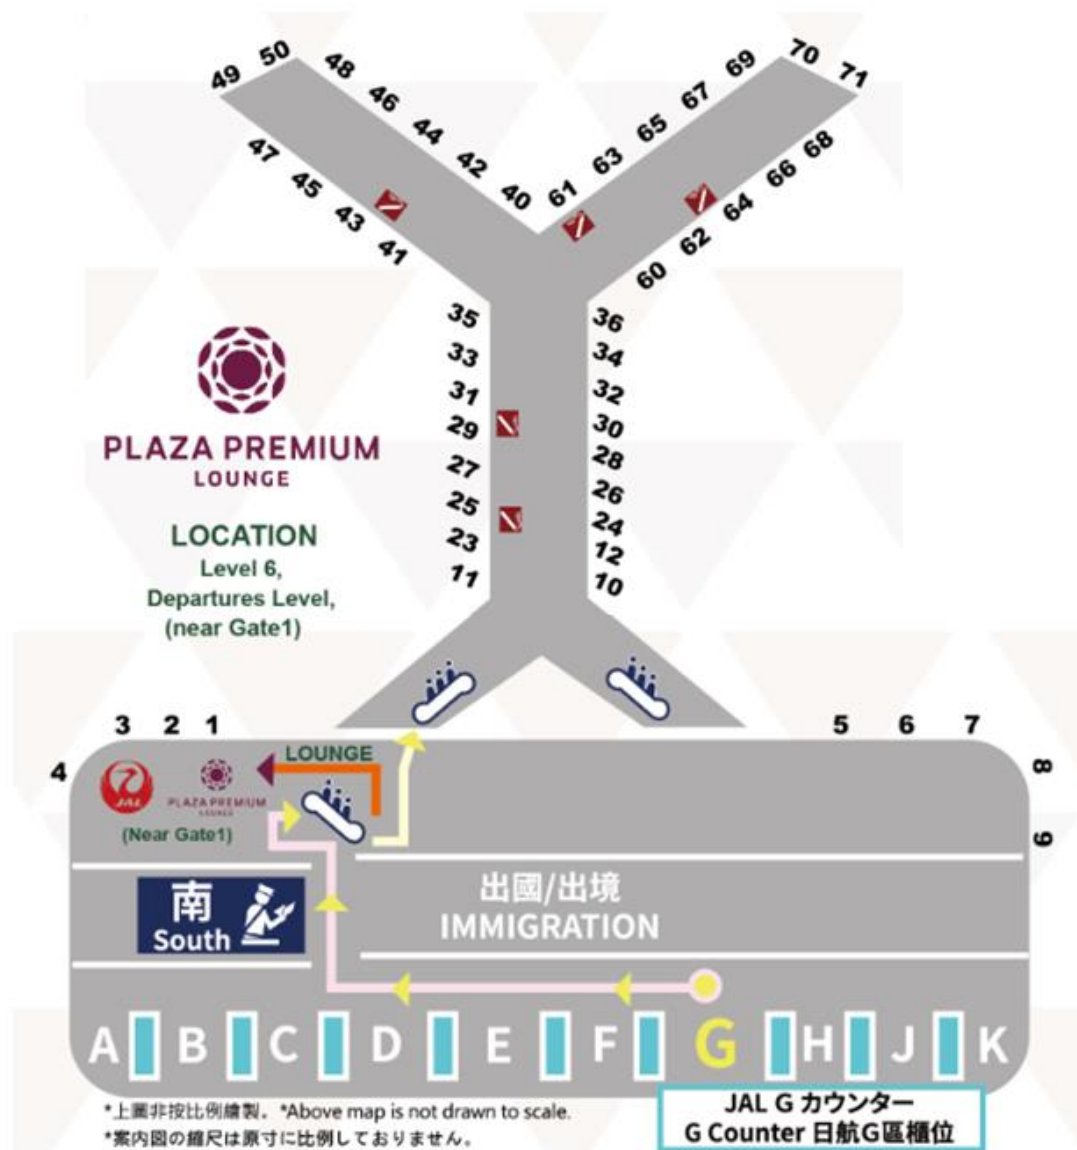 49 50 48 46 44 42 40 61 63 65 67 69 70 71
47 45 43 41 60 62 64 66 68
35 36
33 34
31 32
29 30
27 28
25 26
23 24
11 12
10
PLAZA PREMIUM
LOUNGE
LOCATION
Level 6,
Departures Level,
(near Gate1)
3 2 1 5 6 7
4 8
9
LOUNGE
JAL
PLAZA PREMIUM
LOUNGE
(Near Gate1)
南
South
出國/出境
IMMIGRATION
A B C D E F G H J K
*上圖非按比例繪製。*Above map is not drawn to scale.
*案内図の縮尺は原寸に比例しておりません。
JAL G カウンター
G Counter 日航G區櫃位